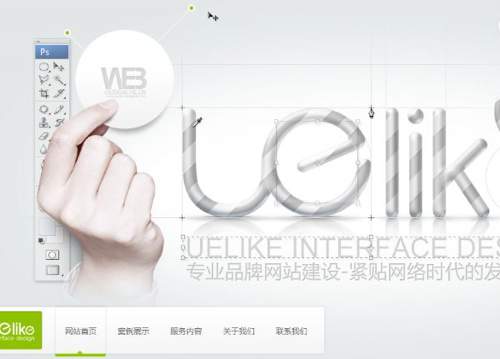 WEB
Ps
uelike
UELIKE INTERFACE DES
专业品牌网站建设-紧贴网络时代的发
uelike
rface design
网站首页 案例展示 服务内容 关于我们 联系我们